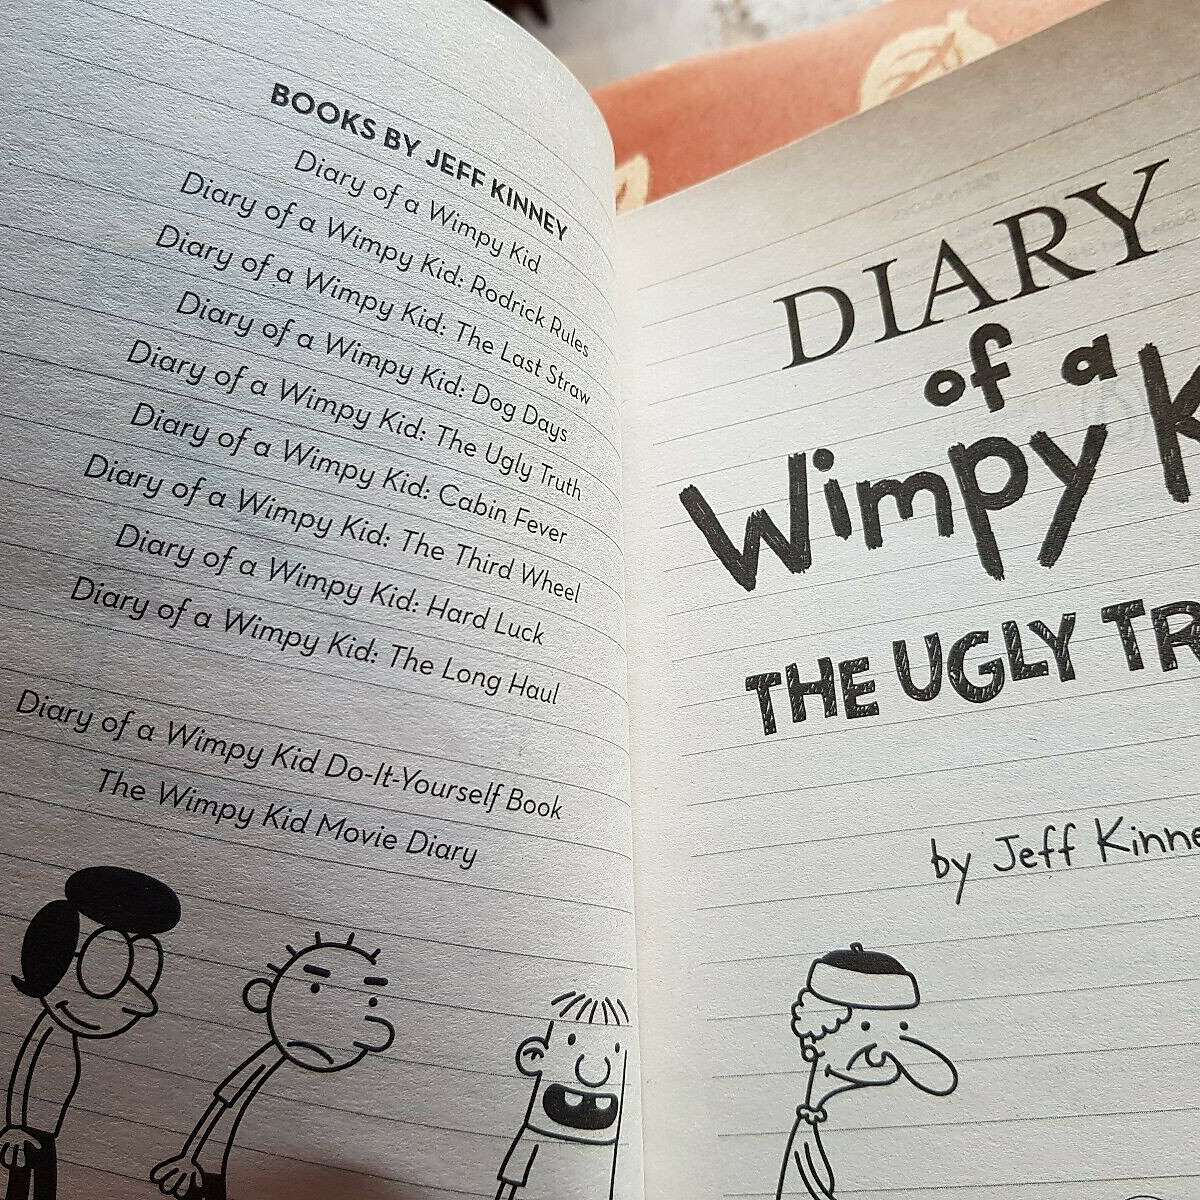 BOOKS BY JEFF KINNEY
Diary of a Wimpy Kid
Diary of a Wimpy Kid: Rodrick Rules
Diary of a Wimpy Kid: The Last Straw
Diary of a Wimpy Kid: Dog Days
Diary of a Wimpy Kid: The Ugly Truth
Diary of a Wimpy Kid: Cabin Fever
Diary of a Wimpy Kid: The Third Wheel
Diary of a Wimpy Kid: Hard Luck
Diary of a Wimpy Kid: The Long Haul
Diary of a Wimpy Kid Do-It-Yourself Book
The Wimpy Kid Movie Diary
DIARY
of a
Wimpy K
THE UGLY TR
by Jeff Kinne